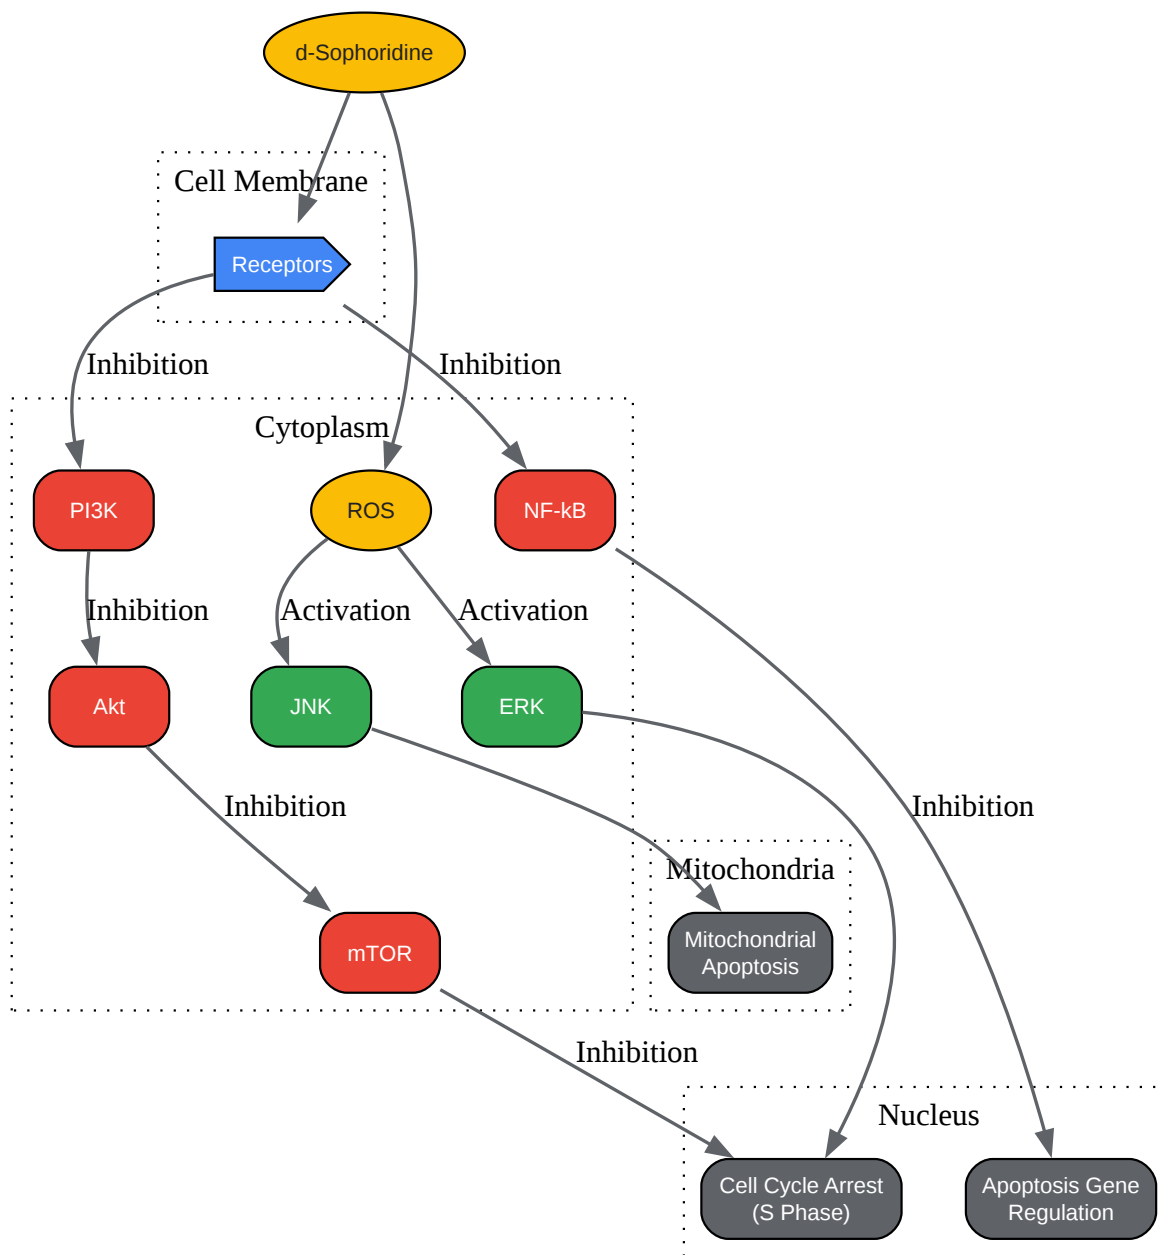 d-Sophoridine
Cell Membrane
Receptors
Inhibition
Inhibition
Cytoplasm
PI3K
ROS
NF-kB
Inhibition
Activation
Activation
Akt
JNK
ERK
Inhibition
Inhibition
Mitochondria
Mitochondrial
Apoptosis
mTOR
Inhibition
Nucleus
Cell Cycle Arrest
(S Phase)
Apoptosis Gene
Regulation